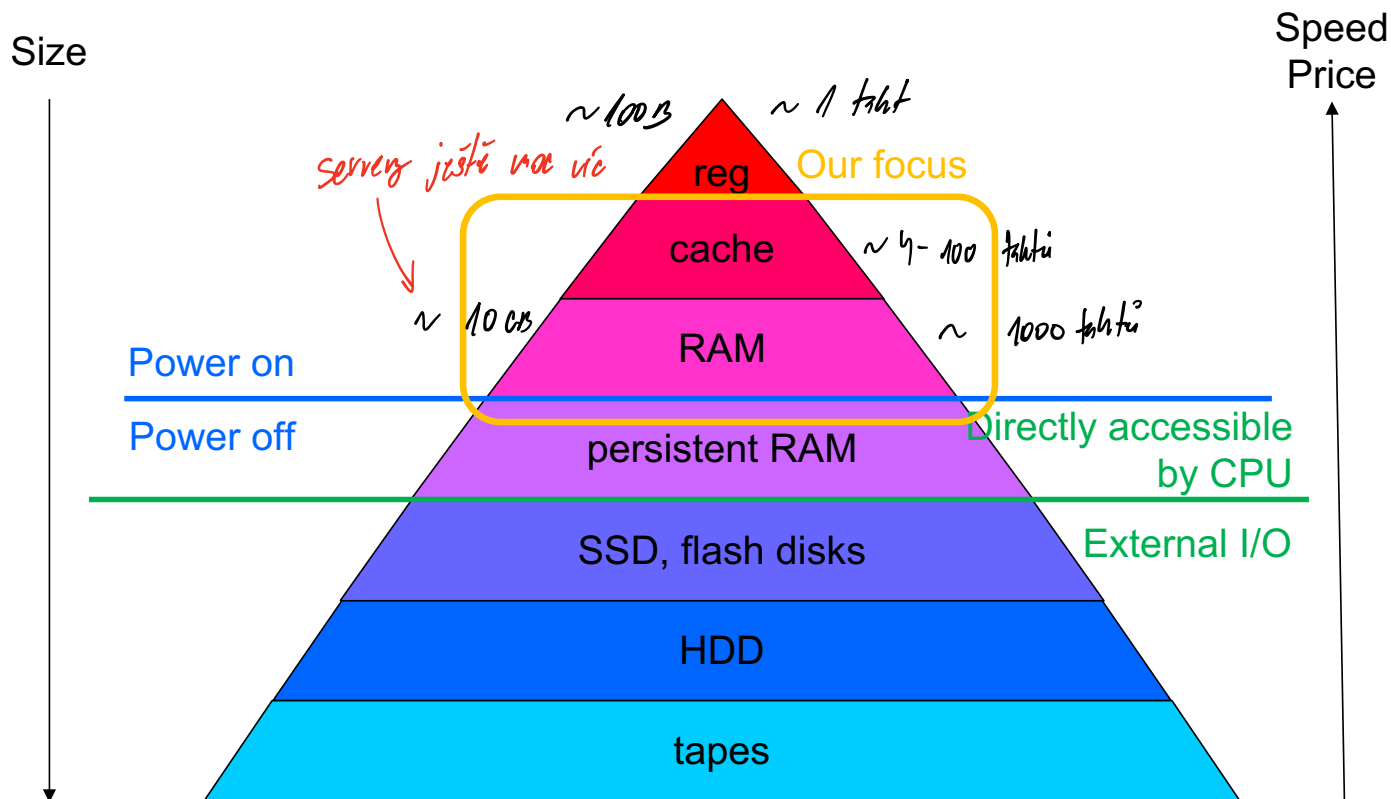 Size
Speed
Price
~100B
~ 1 takt
servery ještě moc víc
reg
Our focus
cache
~ 4-100 taktů
~ 10GB
RAM
~ 1000 taktů
Power on
Power off
persistent RAM
Directly accessible
by CPU
SSD, flash disks
External I/O
HDD
tapes